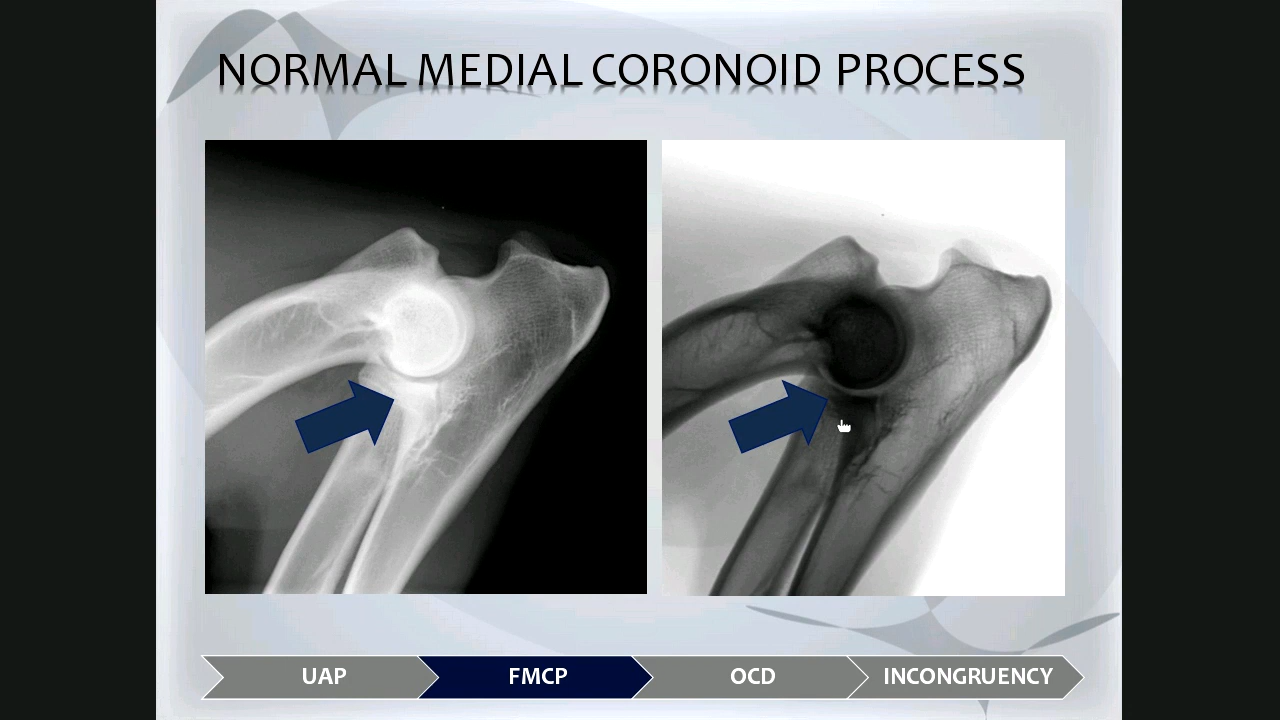 NORMAL MEDIAL CORONOID PROCESS
UAP
FMCP
OCD
INCONGRUENCY